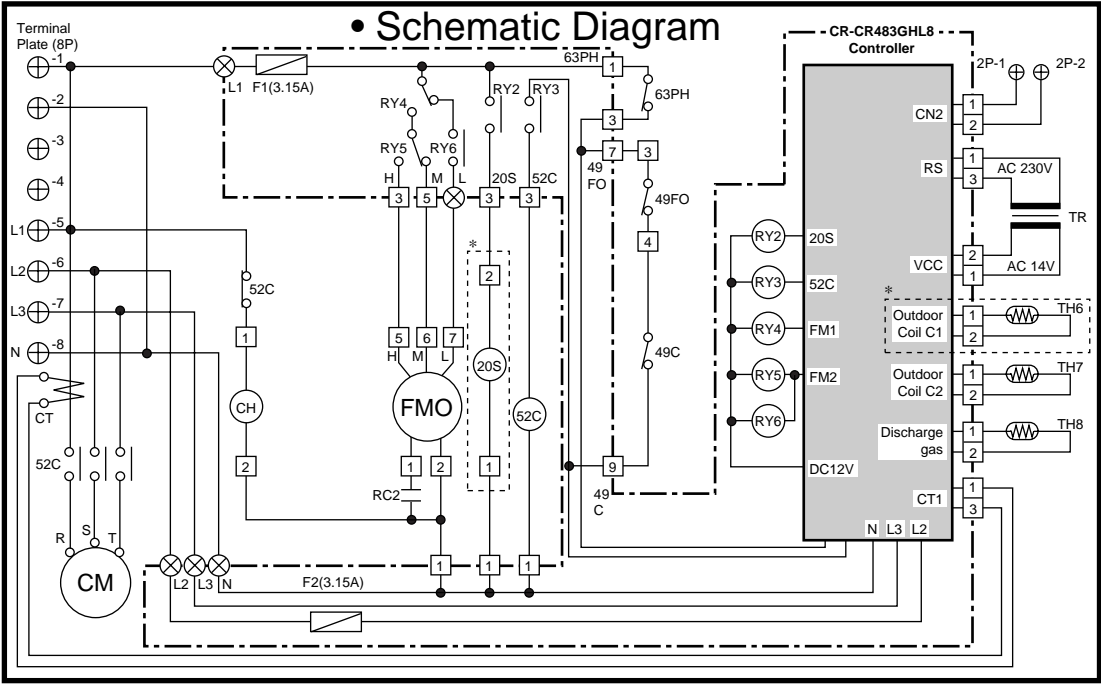 • Schematic Diagram
Terminal
Plate (8P)
-1
-2
-3
-4
L1 -5
L2 -6
L3 -7
N -8
CT
52C
R S T
CM
L1 F1(3.15A)
63PH
1
63PH
3
RY4
RY5
RY6
RY2 RY3
H M L 20S 52C
3 5 3 3
7 3
49
FO
49FO
4
49C
9
49
C
52C
1
CH
2
5 6 7
H M L
FMO
1 2
RC2
*
2
20S
1
52C
1 1 1
L2 L3 N
F2(3.15A)
CR-CR483GHL8
Controller
2P-1 2P-2
CN2
1
2
RS
1
3
AC 230V
TR
VCC
2
1
AC 14V
*
Outdoor
Coil C1
1
2
TH6
Outdoor
Coil C2
1
2
TH7
Discharge
gas
1
2
TH8
CT1
1
3
RY2 20S
RY3 52C
RY4 FM1
RY5 FM2
RY6
DC12V
N L3 L2